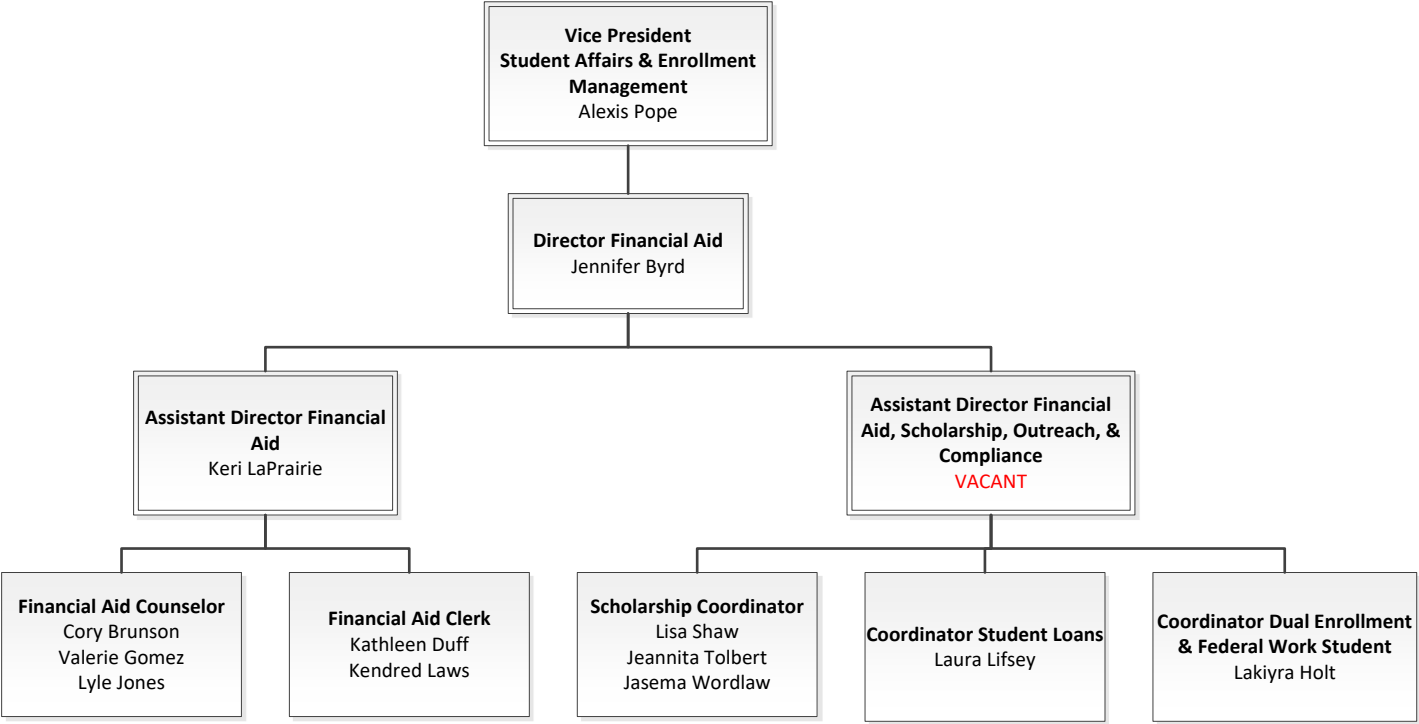 Vice President
Student Affairs & Enrollment
Management
Alexis Pope
Director Financial Aid
Jennifer Byrd
Assistant Director Financial
Aid
Keri LaPrairie
Assistant Director Financial
Aid, Scholarship, Outreach, &
Compliance
VACANT
Financial Aid Counselor
Cory Brunson
Valerie Gomez
Lyle Jones
Financial Aid Clerk
Kathleen Duff
Kendred Laws
Scholarship Coordinator
Lisa Shaw
Jeannita Tolbert
Jasema Wordlaw
Coordinator Student Loans
Laura Lifsey
Coordinator Dual Enrollment
& Federal Work Student
Lakiyra Holt